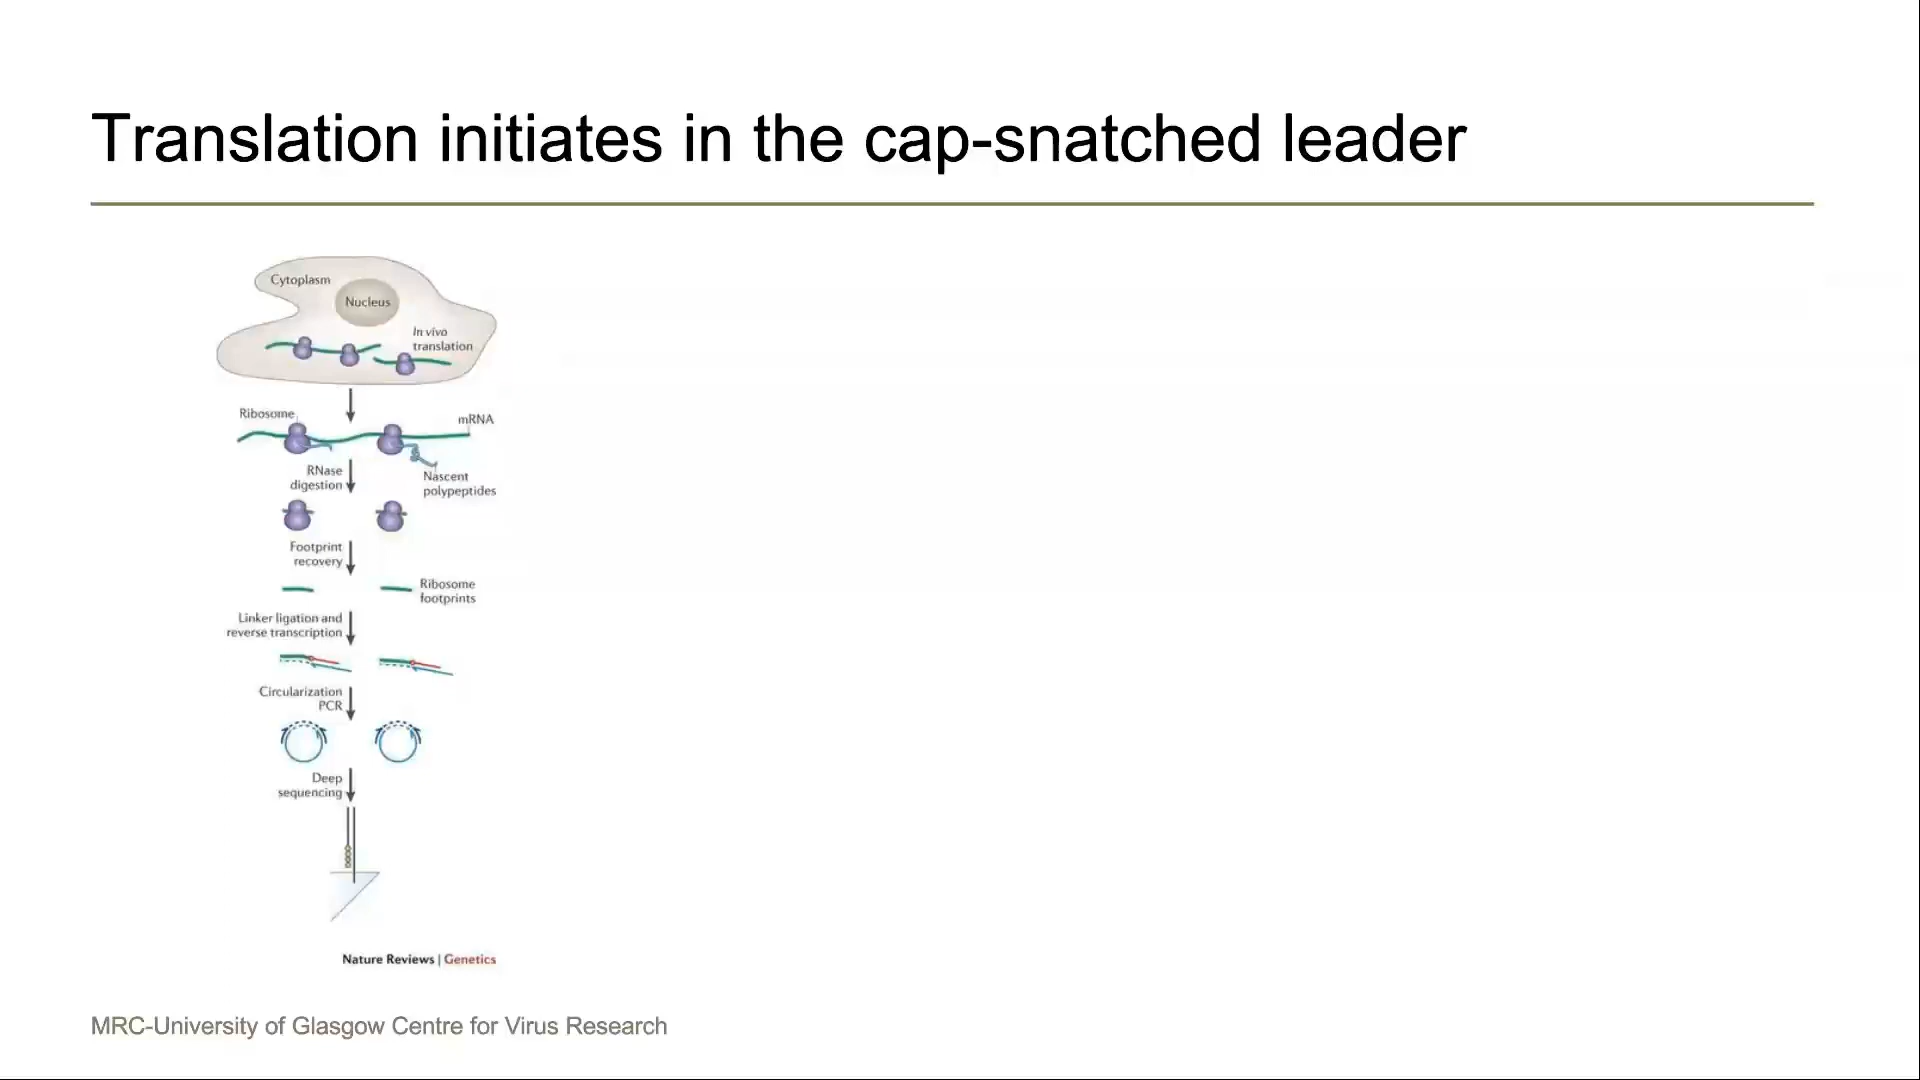 Translation initiates in the cap-snatched leader
Cytoplasm
Nucleus
In vivo
translation
Ribosome
mRNA
RNase
digestion
Nascent
polypeptides
Footprint
recovery
Ribosome
footprints
Linker ligation and
reverse transcription
Circularization
PCR
Deep
sequencing
Nature Reviews | Genetics
MRC-University of Glasgow Centre for Virus Research